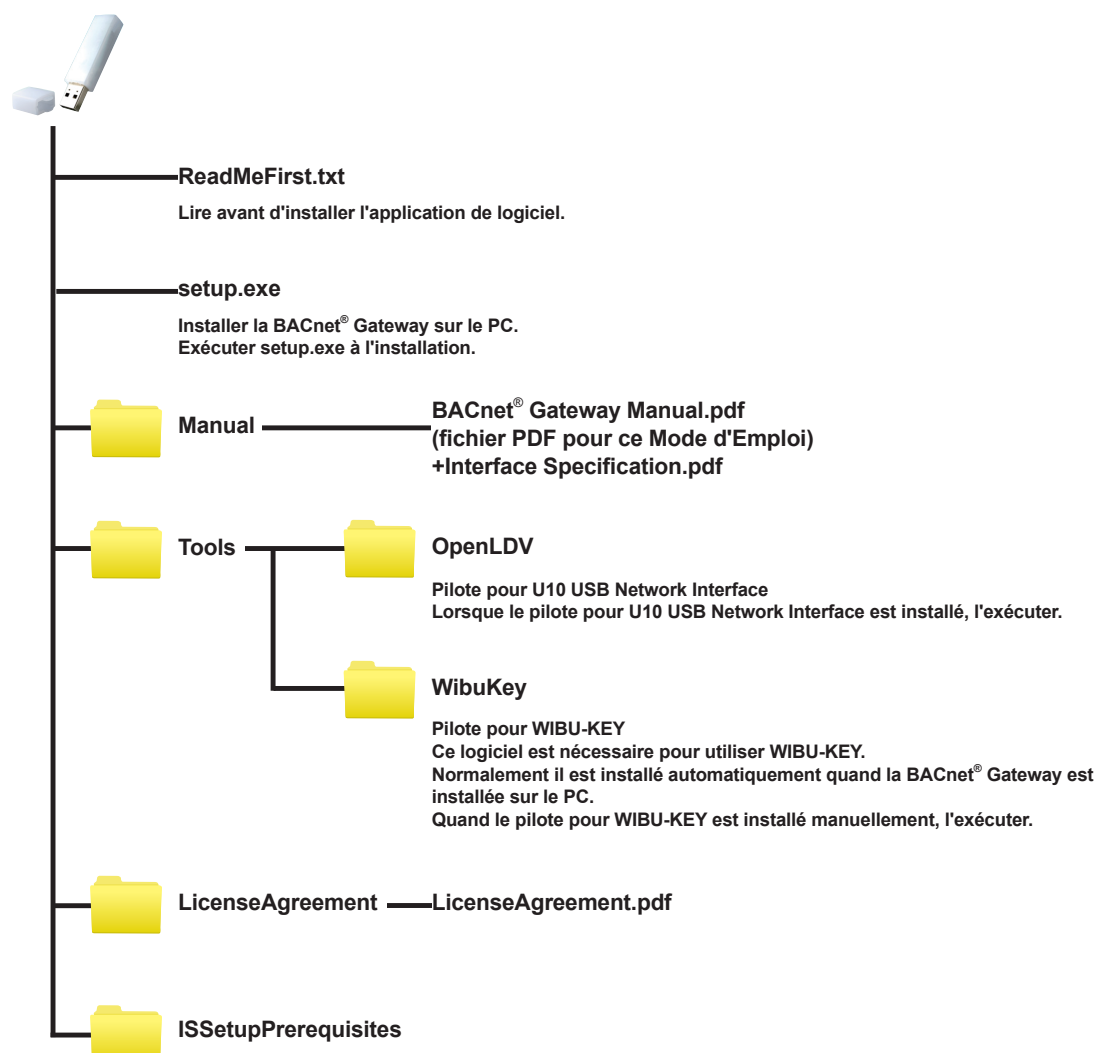 ReadMeFirst.txt
Lire avant d'installer l'application de logiciel.
setup.exe
Installer la BACnet® Gateway sur le PC.
Exécuter setup.exe à l'installation.
Manual
BACnet® Gateway Manual.pdf
(fichier PDF pour ce Mode d'Emploi)
+Interface Specification.pdf
Tools
OpenLDV
Pilote pour U10 USB Network Interface
Lorsque le pilote pour U10 USB Network Interface est installé, l'exécuter.
WibuKey
Pilote pour WIBU-KEY
Ce logiciel est nécessaire pour utiliser WIBU-KEY.
Normalement il est installé automatiquement quand la BACnet® Gateway est
installée sur le PC.
Quand le pilote pour WIBU-KEY est installé manuellement, l'exécuter.
LicenseAgreement
LicenseAgreement.pdf
ISSetupPrerequisites